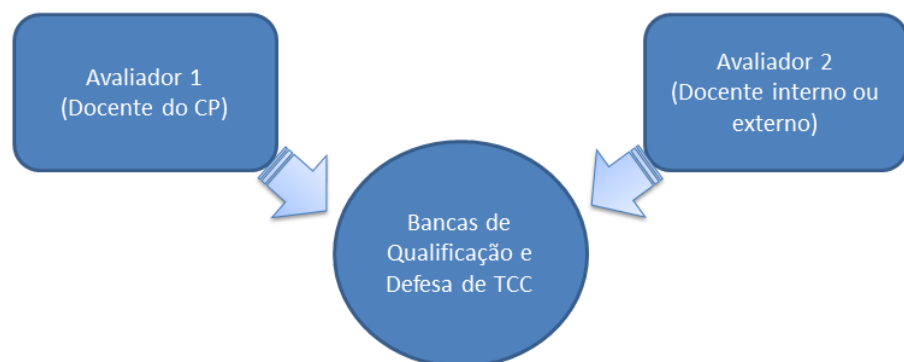 Avaliador 1
(Docente do CP)
Avaliador 2
(Docente interno ou
externo)
Bancas de
Qualificação e
Defesa de TCC